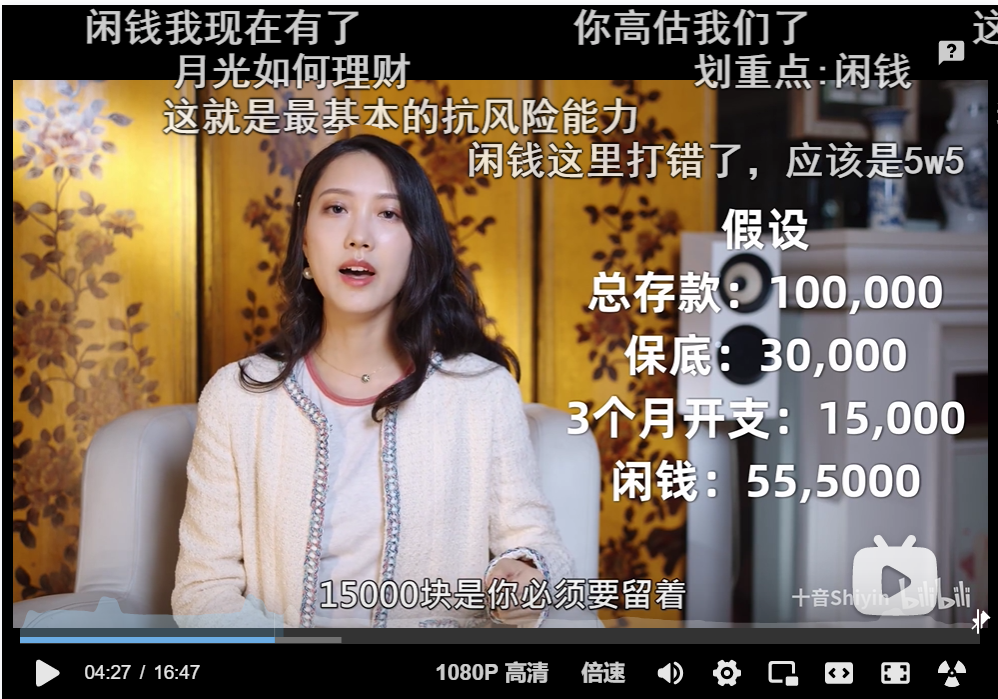 闲钱我现在有了
你高估我们了
这
月光如何理财
划重点:闲钱
这就是最基本的抗风险能力
闲钱这里打错了，应该是5w5
假设
总存款：100,000
保底：30,000
3个月开支：15,000
闲钱：55,5000
15000块是你必须要留着
十音Shiyin bilibili
04:27 / 16:47
1080P 高清
倍速